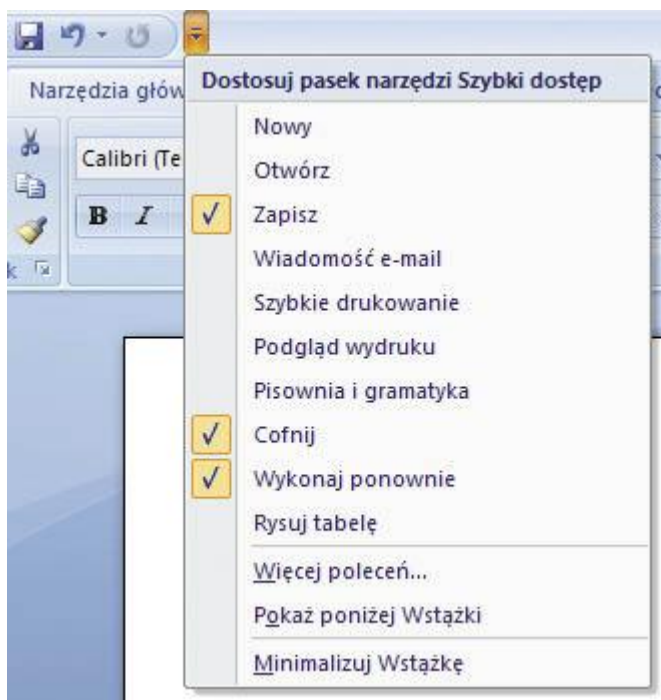 Narzędzia głów
Dostosuj pasek narzędzi Szybki dostęp
Calibri (Te
B I
k
Nowy
Otwórz
Zapisz
Wiadomość e-mail
Szybkie drukowanie
Podgląd wydruku
Pisownia i gramatyka
Cofnij
Wykonaj ponownie
Rysuj tabelę
Więcej poleceń...
Pokaż poniżej Wstążki
Minimalizuj Wstążkę